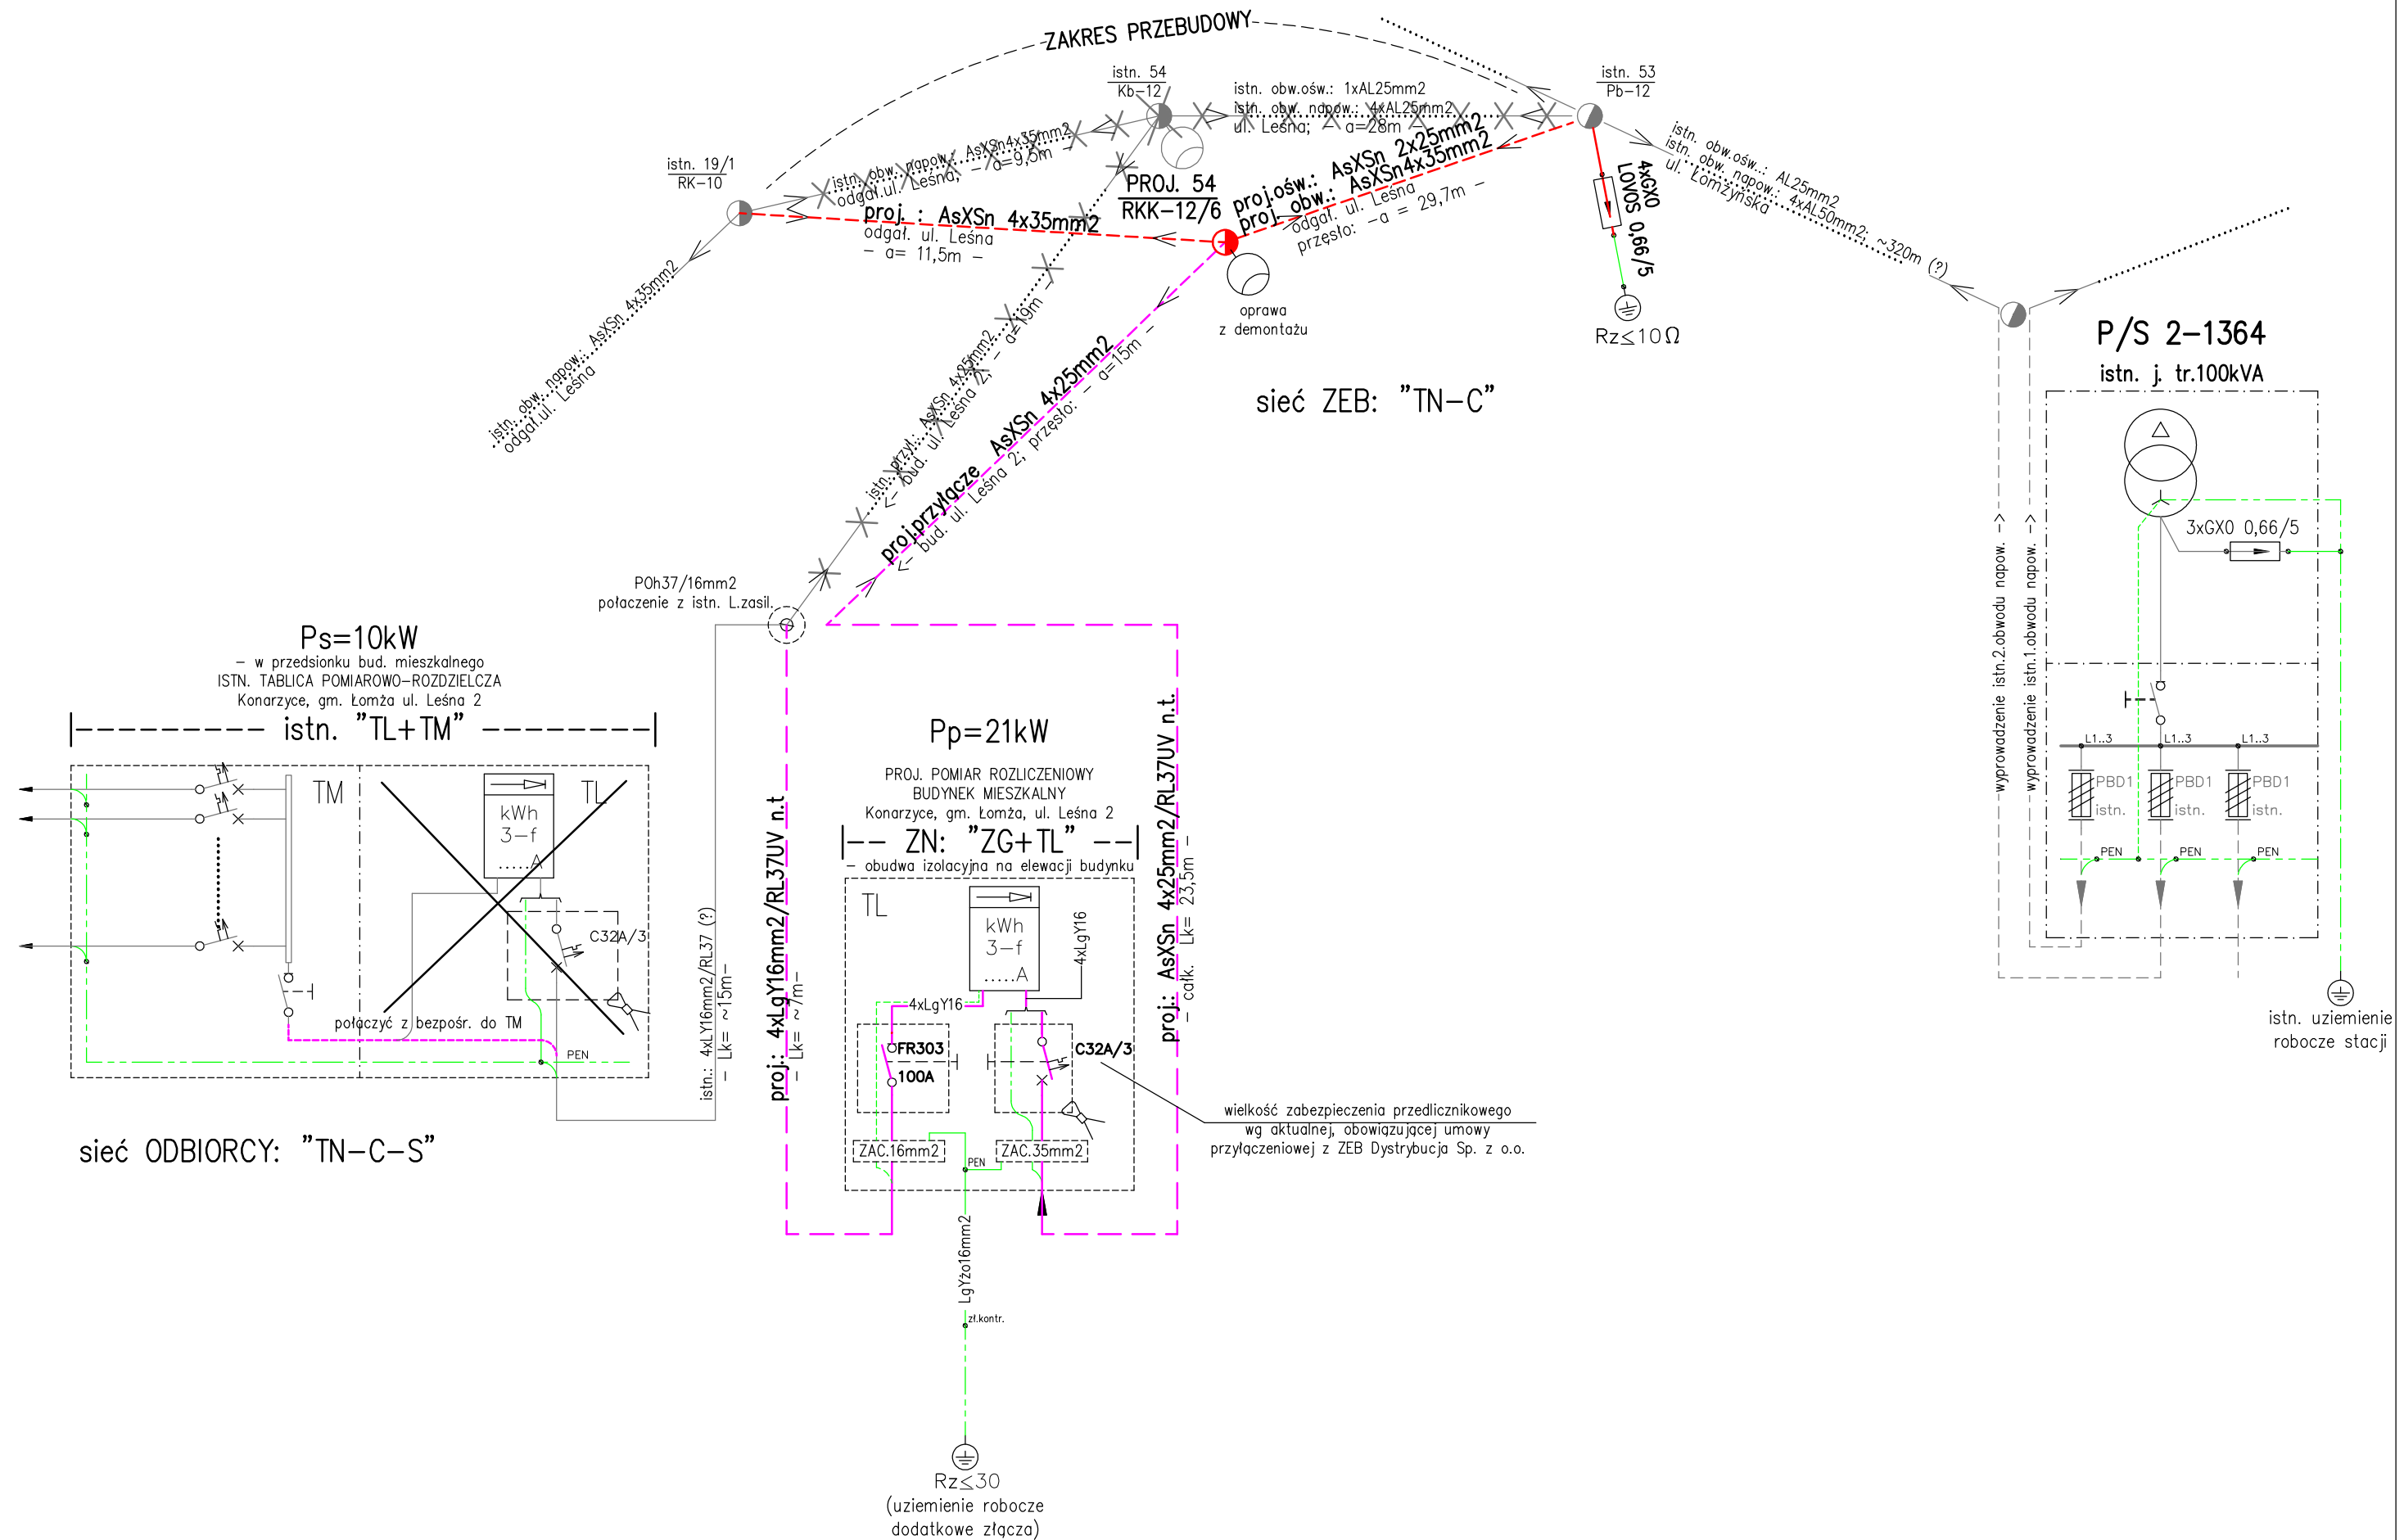 ZAKRES PRZEBUDOWY
istn. 54
Kb-12
istn. obw.ośw.: 1xAL25mm2
istn. obw. napow.: 4xAL25mm2
ul. Leśna; - a=28m -
istn. 53
Pb-12
istn. 19/1
RK-10
istn. obw. napow.: AsXSn4x35mm2
odgał.ul. Leśna; - a=9,5m -
proj. : AsXSn 4x35mm2
odgał. ul. Leśna
- a= 11,5m -
PROJ. 54
RKK-12/6
proj.ośw.: AsXSn 2x25mm2
proj. obw.: AsXSn4x35mm2
odgał. ul. Leśna
przęsło: -a = 29,7m -
4xGXO
LOVOS 0,66/5
Rz≤10Ω
istn. obw.ośw.: AL25mm2
istn. obw. napow.: 4xAL50mm2; ~320m (?)
ul. Łomżyńska
oprawa
z demontażu
istn. obw. napow.: AsXSn 4x35mm2
odgał.ul. Leśna
istn. przył.: AsXSn 4x25mm2
<- bud. ul. Leśna 2; - a=19m -
proj.przyłącze AsXSn 4x25mm2
<- bud. ul. Leśna 2; przęsło: - a=15m -
sieć ZEB: "TN-C"
P/S 2-1364
istn. j. tr.100kVA
3xGXO 0,66/5
wyprowadzenie istn.2.obwodu napow. ->
wyprowadzenie istn.1.obwodu napow. ->
L1..3
L1..3
L1..3
PBD1
istn.
PBD1
istn.
PBD1
istn.
PEN
PEN
PEN
istn. uziemienie
robocze stacji
POh37/16mm2
połaczenie z istn. L.zasil.
Ps=10kW
- w przedsionku bud. mieszkalnego
ISTN. TABLICA POMIAROWO-ROZDZIELCZA
Konarzyce, gm. Łomża ul. Leśna 2
istn. "TL+TM"
TM
TL
kWh
3-f
.....A
C32A/3
połączyć z bezpośr. do TM
PEN
istn.: 4xLY16mm2/RL37 (?)
- Lk= ~15m-
proj.: 4xLgY16mm2/RL37UV n.t
- Lk= ~7m-
sieć ODBIORCY: "TN-C-S"
Pp=21kW
PROJ. POMIAR ROZLICZENIOWY
BUDYNEK MIESZKALNY
Konarzyce, gm. Łomża, ul. Leśna 2
ZN: "ZG+TL"
- obudwa izolacyjna na elewacji budynku
TL
kWh
3-f
.....A
4xLgY16
4xLgY16
FR303
100A
C32A/3
ZAC.16mm2
PEN
ZAC.35mm2
proj.: AsXSn 4x25mm2/RL37UV n.t.
- całk. Lk= 23,5m -
wielkość zabezpieczenia przedlicznikowego
wg aktualnej, obowiązującej umowy
przyłączeniowej z ZEB Dystrybucja Sp. z o.o.
LgYżo16mm2
zł.kontr.
Rz≤30
(uziemienie robocze
dodatkowe złącza)